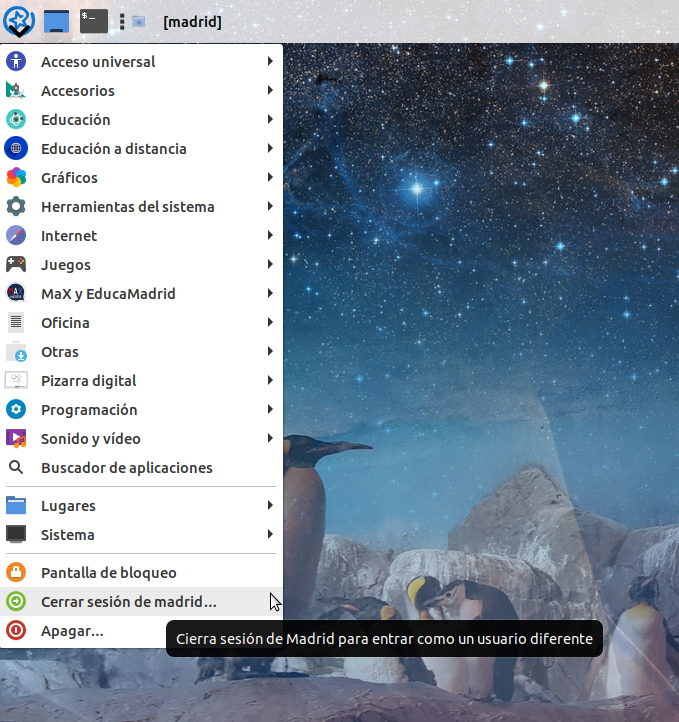 [madrid]
Acceso universal
Accesorios
Educación
Educación a distancia
Gráficos
Herramientas del sistema
Internet
Juegos
MaX y EducaMadrid
Oficina
Otras
Pizarra digital
Programación
Sonido y vídeo
Buscador de aplicaciones
Lugares
Sistema
Pantalla de bloqueo
Cerrar sesión de madrid...
Apagar...
Cierra sesión de Madrid para entrar como un usuario diferente